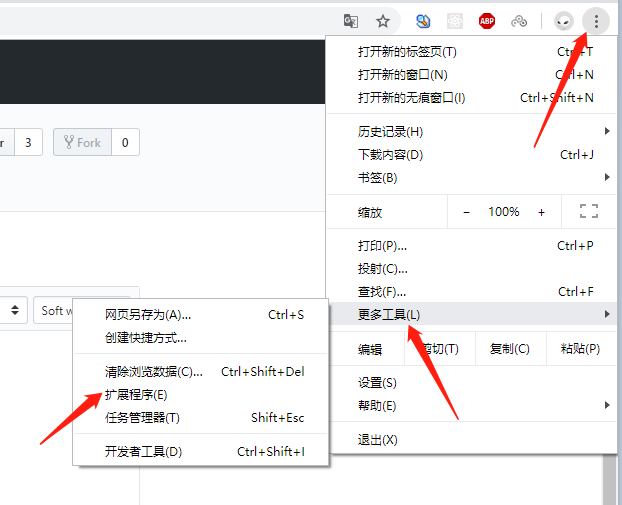 ABP
打开新的标签页(T) Ctrl+T
打开新的窗口(N) Ctrl+N
打开新的无痕窗口(I) Ctrl+Shift+N
r 3 Fork 0
历史记录(H)
下载内容(D) Ctrl+J
书签(B)
缩放 − 100% +
打印(P)... Ctrl+P
投射(C)...
查找(F)... Ctrl+F
更多工具(L)
编辑 剪切(T) 复制(C) 粘贴(P)
设置(S)
帮助(E)
退出(X)
Soft w
网页另存为(A)... Ctrl+S
创建快捷方式...
清除浏览数据(C)... Ctrl+Shift+Del
扩展程序(E)
任务管理器(T) Shift+Esc
开发者工具(D) Ctrl+Shift+I